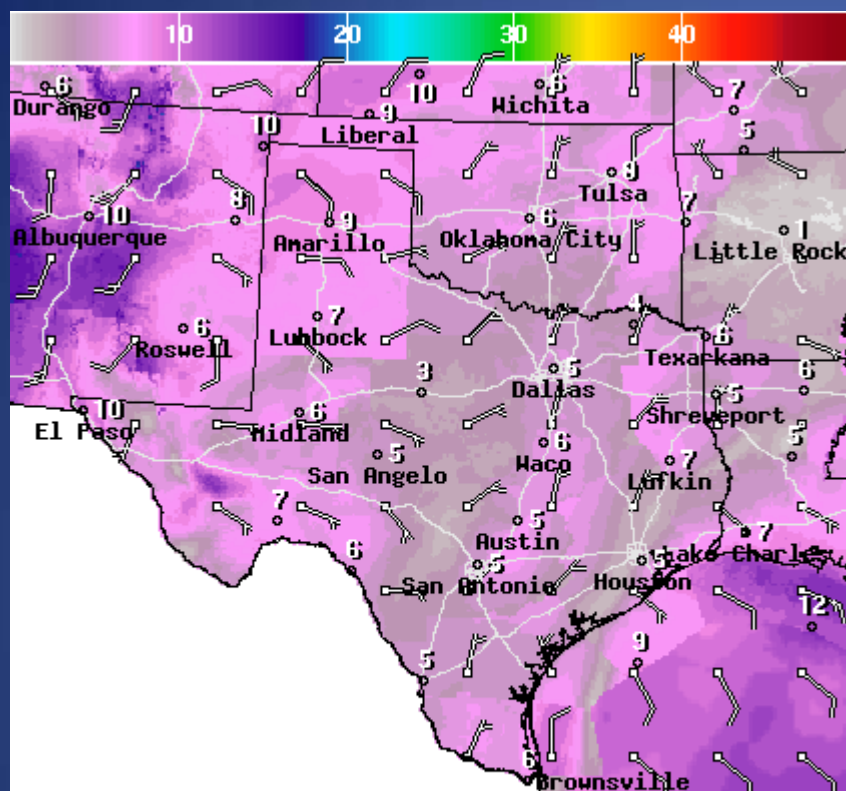 10 20 30 40
6 10 8 7
Durango Wichita
9 5
Liberal
10
9
Tulsa
10 8 9 6 7 1
Albuquerque Amarillo Oklahoma City Little Rock
6 7 4 6
Roswell Lubbock Texarkana
3 5 5 6
Dallas
10 6 Shreveport
El Paso Midland
5 6 7 5
San Angelo Waco Lufkin
7 5 7
Austin
6 5 5 Lake Charles
San Antonio Houston
12
9
5
6
Brownsville